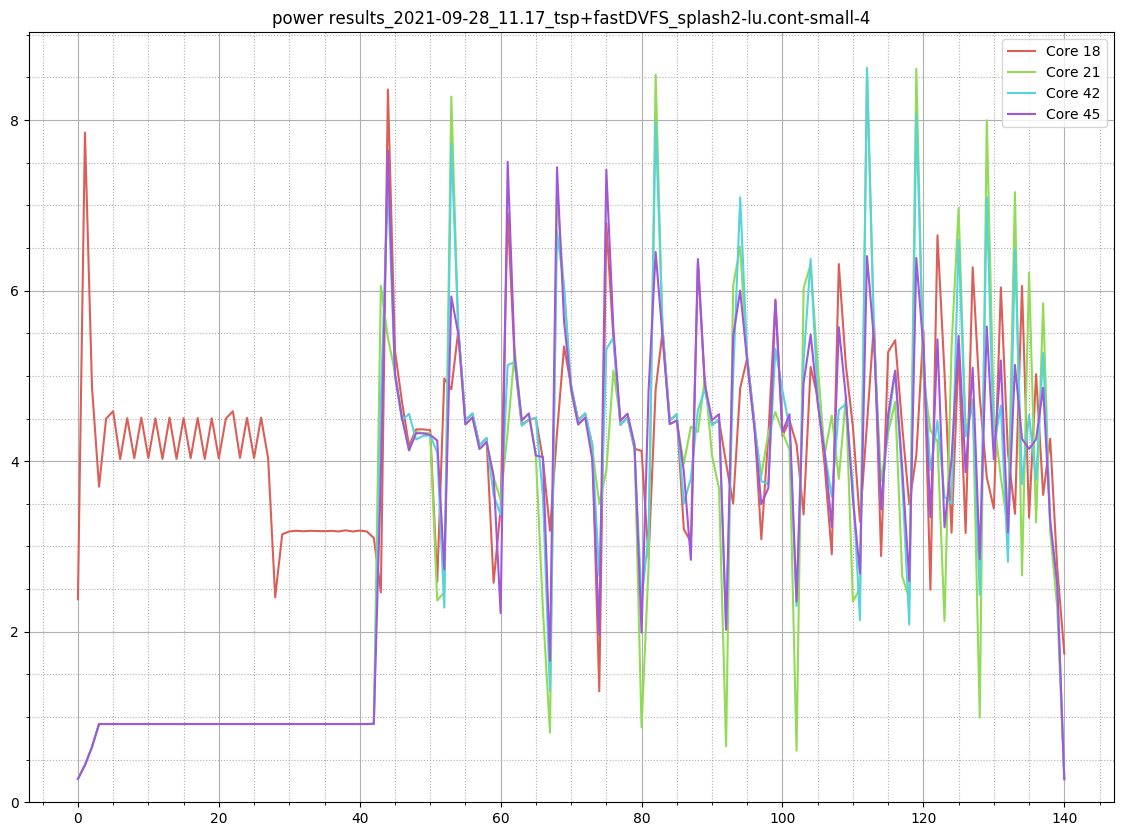 power results_2021-09-28_11.17_tsp+fastDVFS_splash2-lu.cont-small-4
Core 18
Core 21
Core 42
Core 45
8
6
4
2
0
0 20 40 60 80 100 120 140